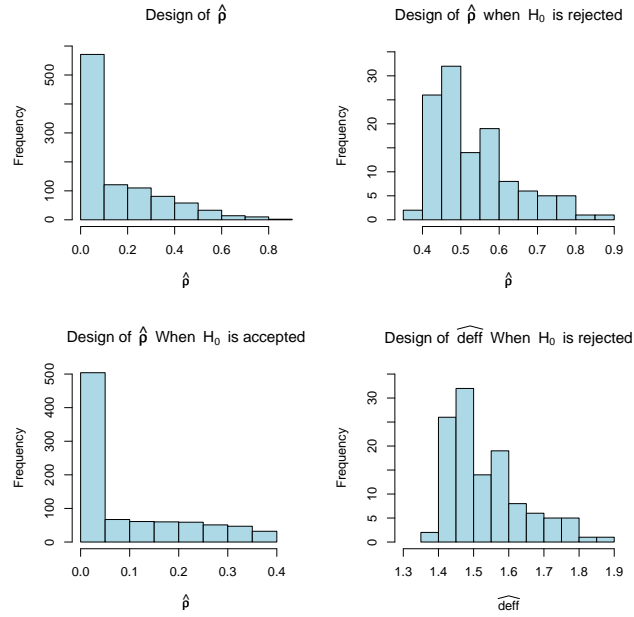 Design of ρ̂
Frequency
0 100 300 500
0.0 0.2 0.4 0.6 0.8
ρ̂
Design of ρ̂ when H₀ is rejected
Frequency
0 5 10 20 30
0.4 0.5 0.6 0.7 0.8 0.9
ρ̂
Design of ρ̂ When H₀ is accepted
Frequency
0 100 200 300 400 500
0.0 0.1 0.2 0.3 0.4
ρ̂
Design of d͡eff When H₀ is rejected
Frequency
0 5 10 20 30
1.3 1.4 1.5 1.6 1.7 1.8 1.9
d͡eff